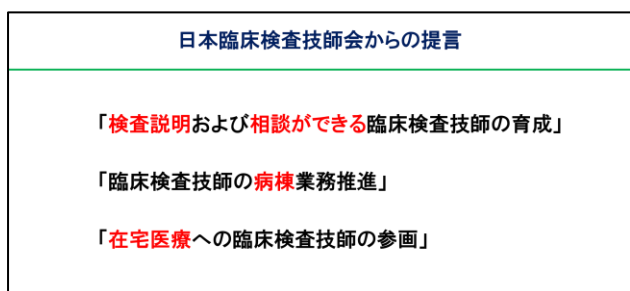 日本臨床検査技師会からの提言
「検査説明および相談ができる臨床検査技師の育成」
「臨床検査技師の病棟業務推進」
「在宅医療への臨床検査技師の参画」